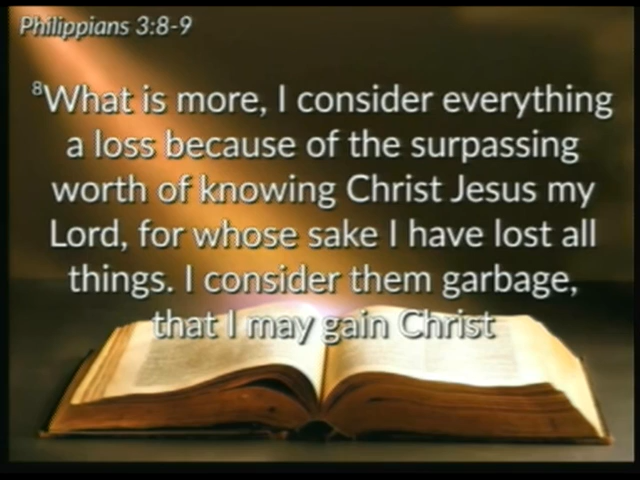 Philippians 3:8-9
⁸What is more, I consider everything
a loss because of the surpassing
worth of knowing Christ Jesus my
Lord, for whose sake I have lost all
things. I consider them garbage,
that I may gain Christ